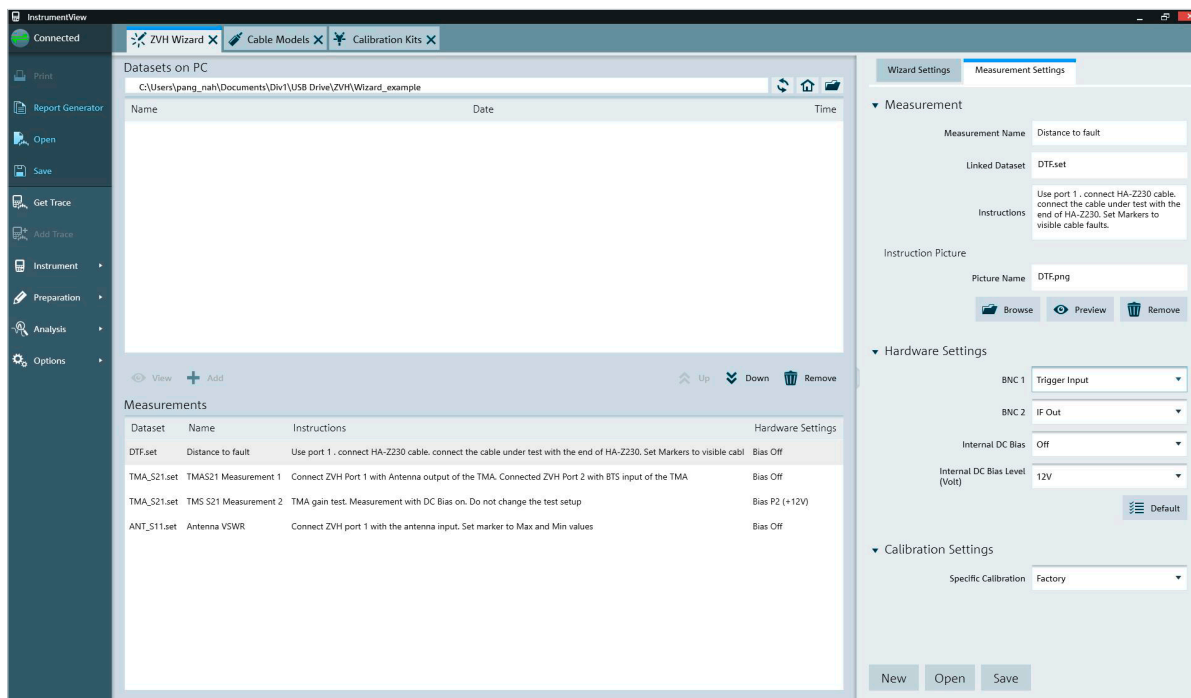 InstrumentView
Connected
Print
Report Generator
Open
Save
Get Trace
Add Trace
Instrument
Preparation
Analysis
Options
ZVH Wizard
Cable Models
Calibration Kits
Datasets on PC
C:\Users\pang_nah\Documents\Div1\USB Drive\ZVH\Wizard_example
Name Date Time
View Add Up Down Remove
Measurements
Dataset Name Instructions Hardware Settings
DTF.set Distance to fault Use port 1 . connect HA-Z230 cable. connect the cable under test with the end of HA-Z230. Set Markers to visible cabl Bias Off
TMA_S21.set TMAS21 Measurement 1 Connect ZVH Port 1 with Antenna output of the TMA. Connected ZVH Port 2 with BTS input of the TMA Bias Off
TMA_S21.set TMS S21 Measurement 2 TMA gain test. Measurement with DC Bias on. Do not change the test setup Bias P2 (+12V)
ANT_S11.set Antenna VSWR Connect ZVH port 1 with the antenna input. Set marker to Max and Min values Bias Off
Wizard Settings Measurement Settings
Measurement
Measurement Name Distance to fault
Linked Dataset DTF.set
Instructions
Use port 1 . connect HA-Z230 cable.
connect the cable under test with the
end of HA-Z230. Set Markers to
visible cable faults.
Instruction Picture
Picture Name DTF.png
Browse Preview Remove
Hardware Settings
BNC 1 Trigger Input
BNC 2 IF Out
Internal DC Bias Off
Internal DC Bias Level
(Volt)
12V
Default
Calibration Settings
Specific Calibration Factory
New Open Save